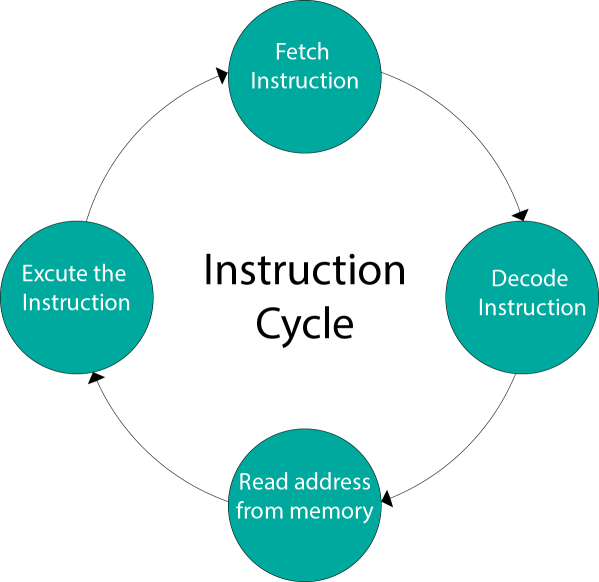 Fetch
Instruction
Decode
Instruction
Read address
from memory
Excute the
Instruction
Instruction
Cycle